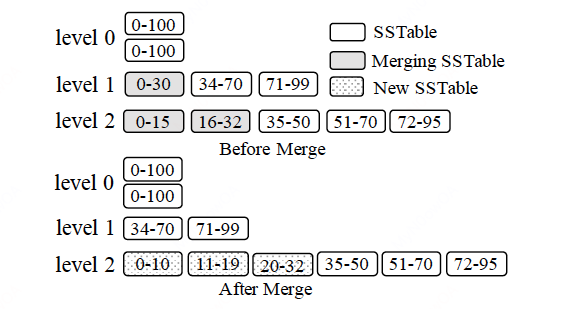 0-100
level 0
0-100
SSTable
level 1 0-30 34-70 71-99
Merging SSTable
New SSTable
level 2 0-15 16-32 35-50 51-70 72-95
Before Merge
0-100
level 0
0-100
level 1 34-70 71-99
level 2 0-10 11-19 20-32 35-50 51-70 72-95
After Merge